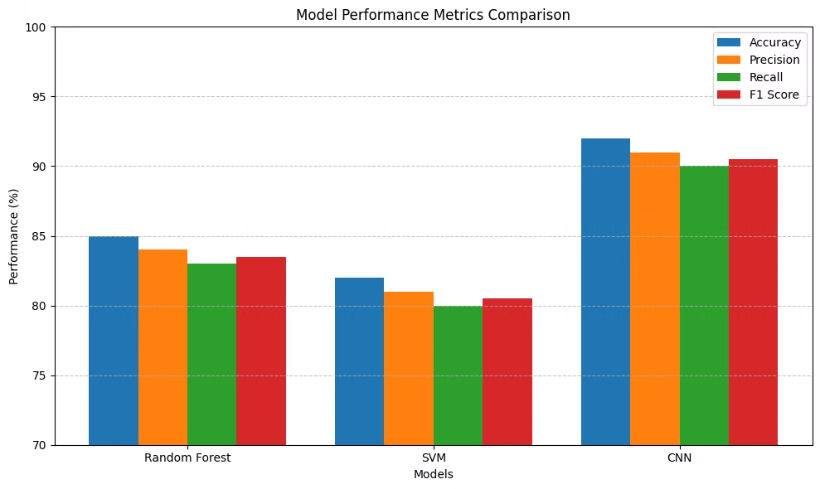 Model Performance Metrics Comparison
100
95
90
85
80
75
70
Performance (%)
Accuracy
Precision
Recall
F1 Score
Random Forest
SVM
CNN
Models